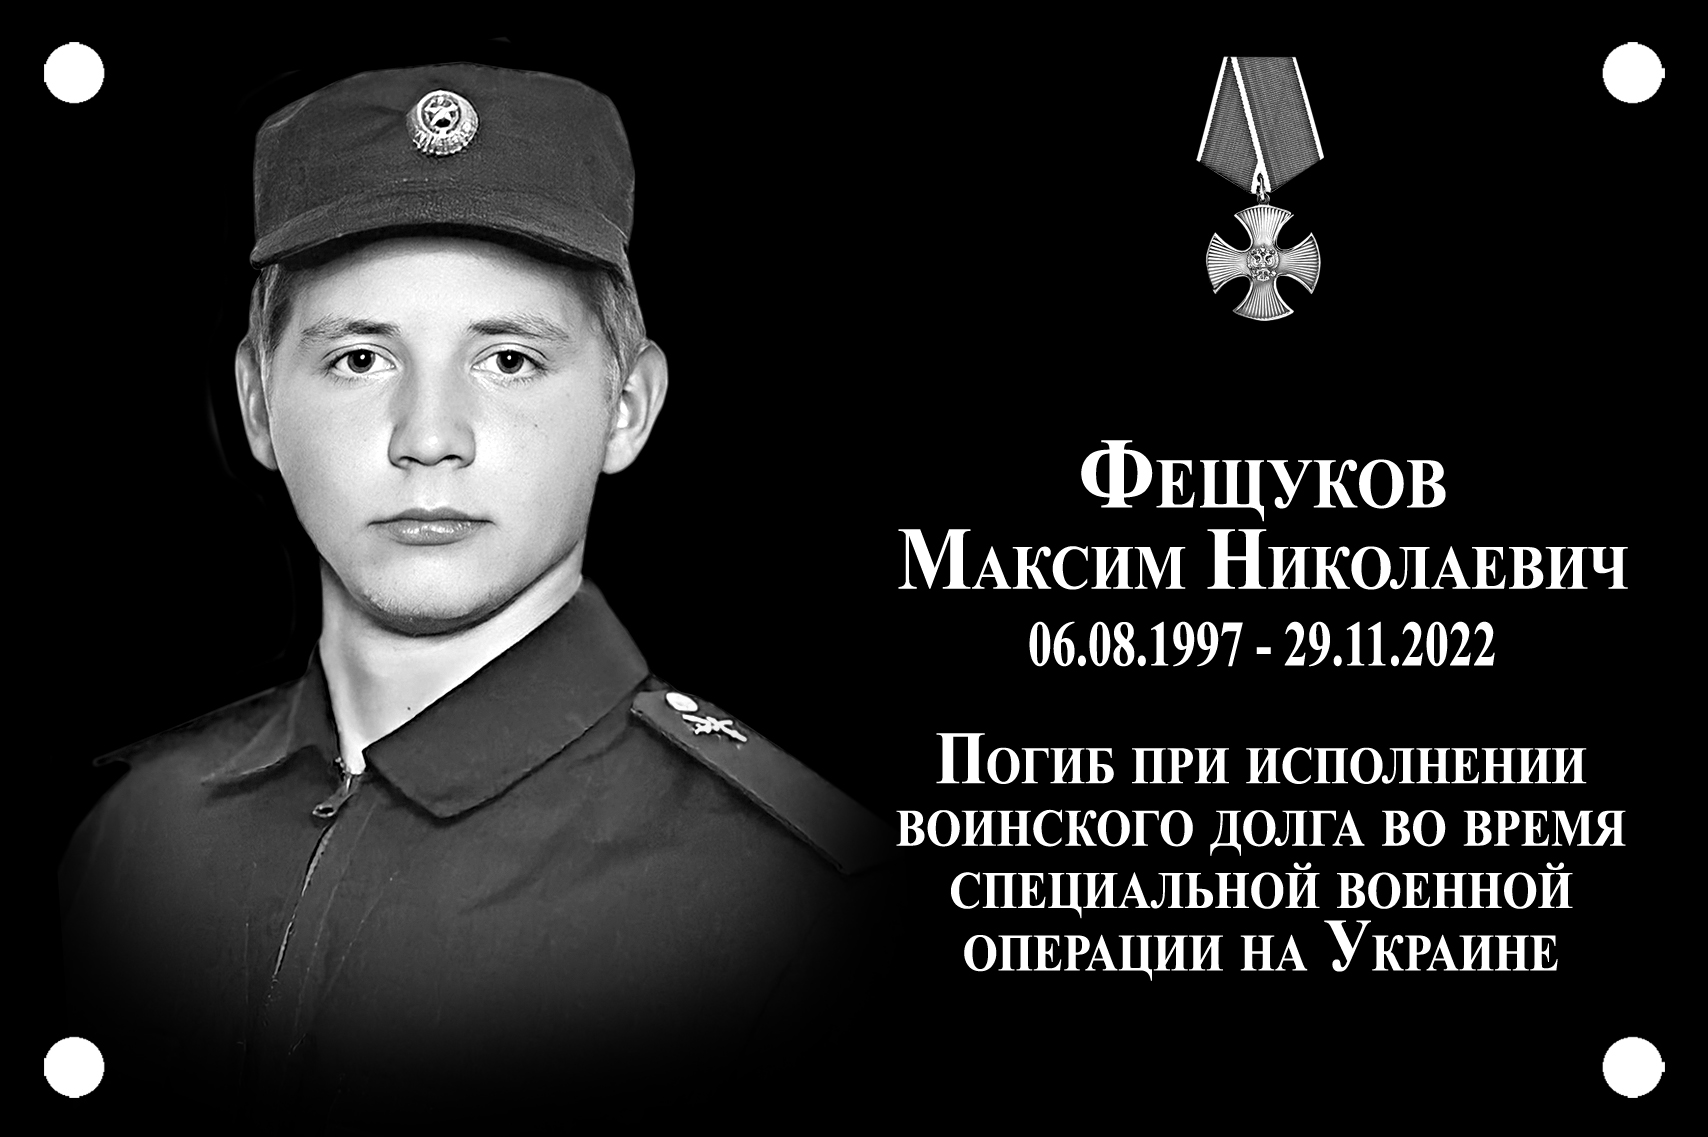 Фещуков
Максим Николаевич
06.08.1997 - 29.11.2022
Погиб при исполнении
воинского долга во время
специальной военной
операции на Украине